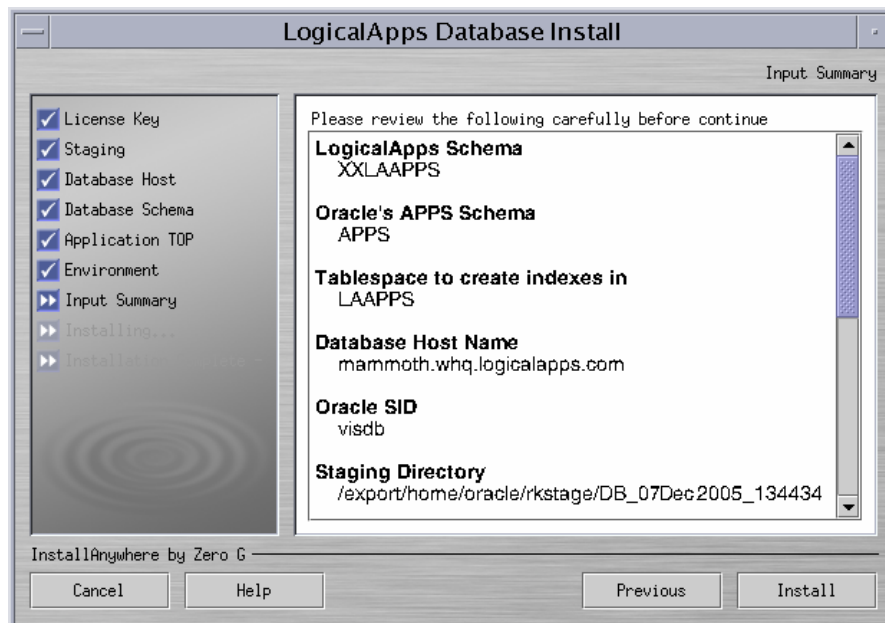 LogicalApps Database Install
Input Summary
License Key
Staging
Database Host
Database Schema
Application TOP
Environment
Input Summary
Installing...
Please review the following carefully before continue
LogicalApps Schema
XXLAAPPS
Oracle's APPS Schema
APPS
Tablespace to create indexes in
LAAPPS
Database Host Name
mammoth.whq.logicalapps.com
Oracle SID
visdb
Staging Directory
/export/home/oracle/rkstage/DB_07Dec2005_134434
InstallAnywhere by Zero G
Cancel
Help
Previous
Install